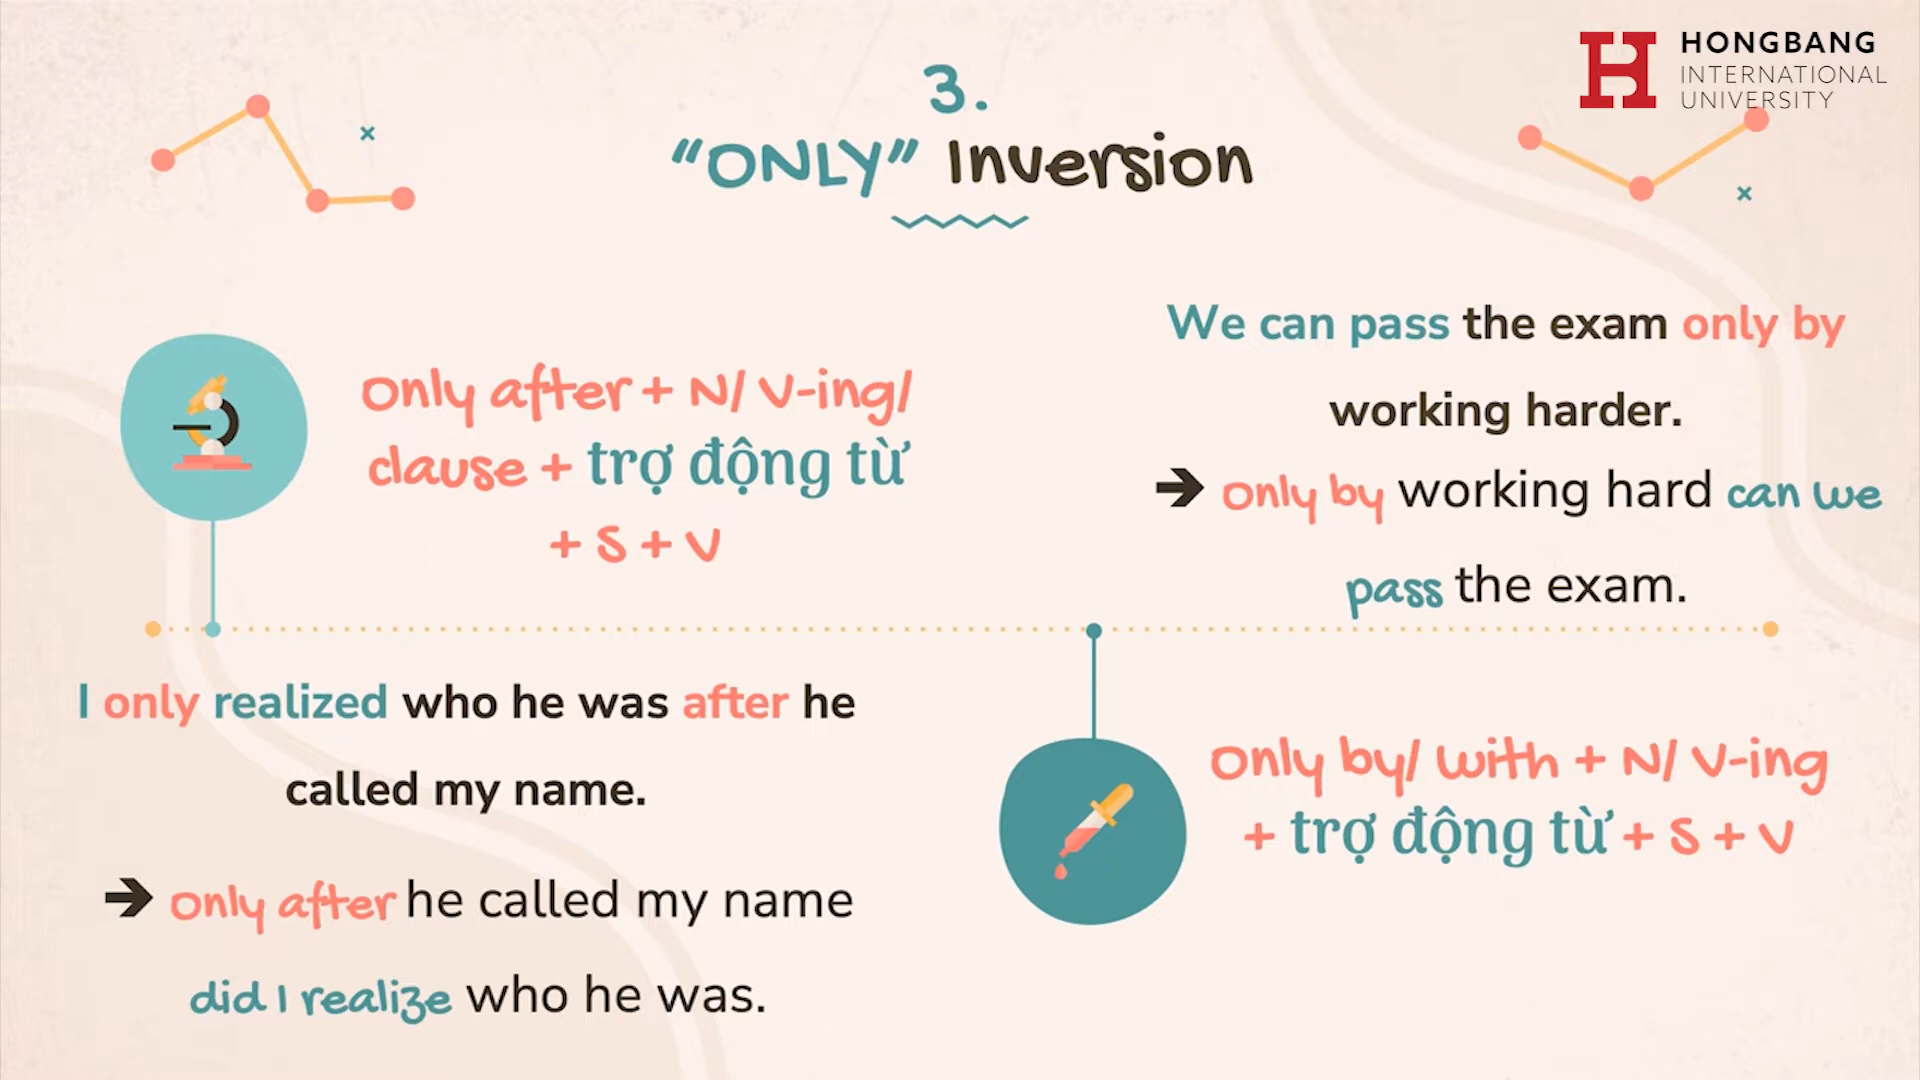 HONGBANG
INTERNATIONAL
UNIVERSITY
3.
“ONLY” Inversion
Only after + N/ V-ing/
clause + trợ động từ
+ S + V
I only realized who he was after he
called my name.
➔ Only after he called my name
did I realize who he was.
We can pass the exam only by
working harder.
➔ Only by working hard can we
pass the exam.
Only by/ with + N/ V-ing
+ trợ động từ + S + V